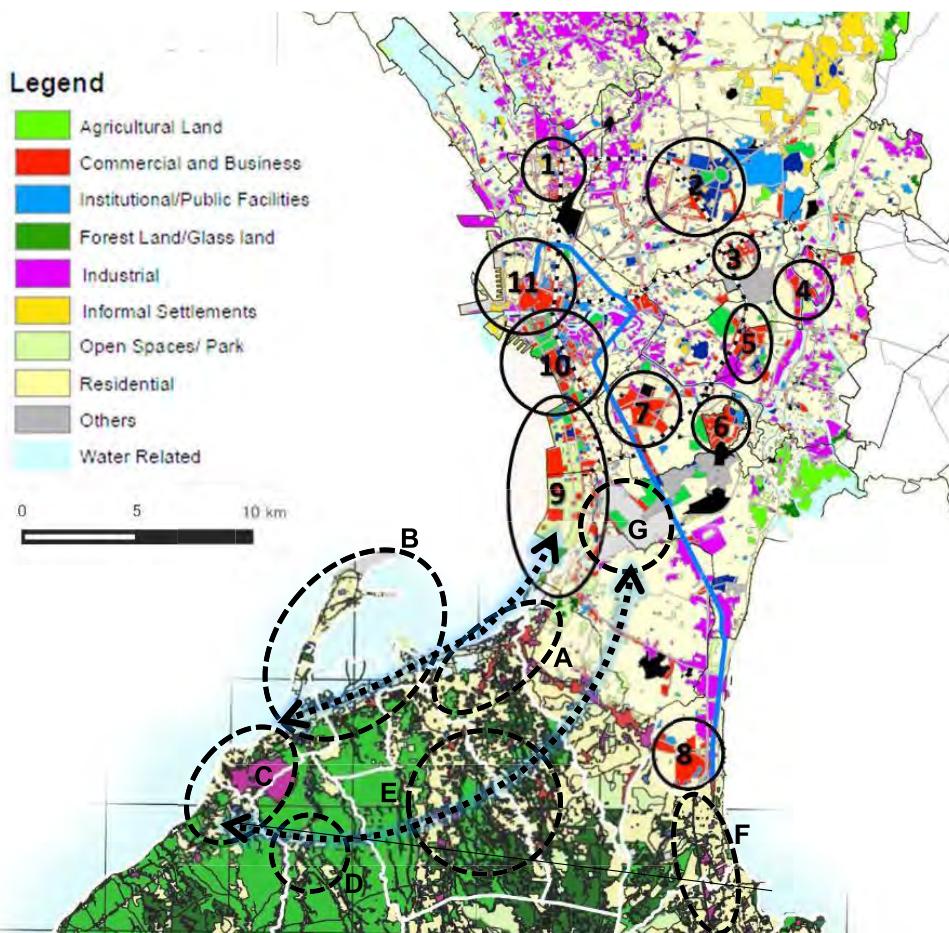 Legend
Agricultural Land
Commercial and Business
Institutional/Public Facilities
Forest Land/Glass land
Industrial
Informal Settlements
Open Spaces/ Park
Residential
Others
Water Related
0 5 10 km
1
2
3
4
11
5
10
7
6
9
G
B
A
8
C
E
F
D